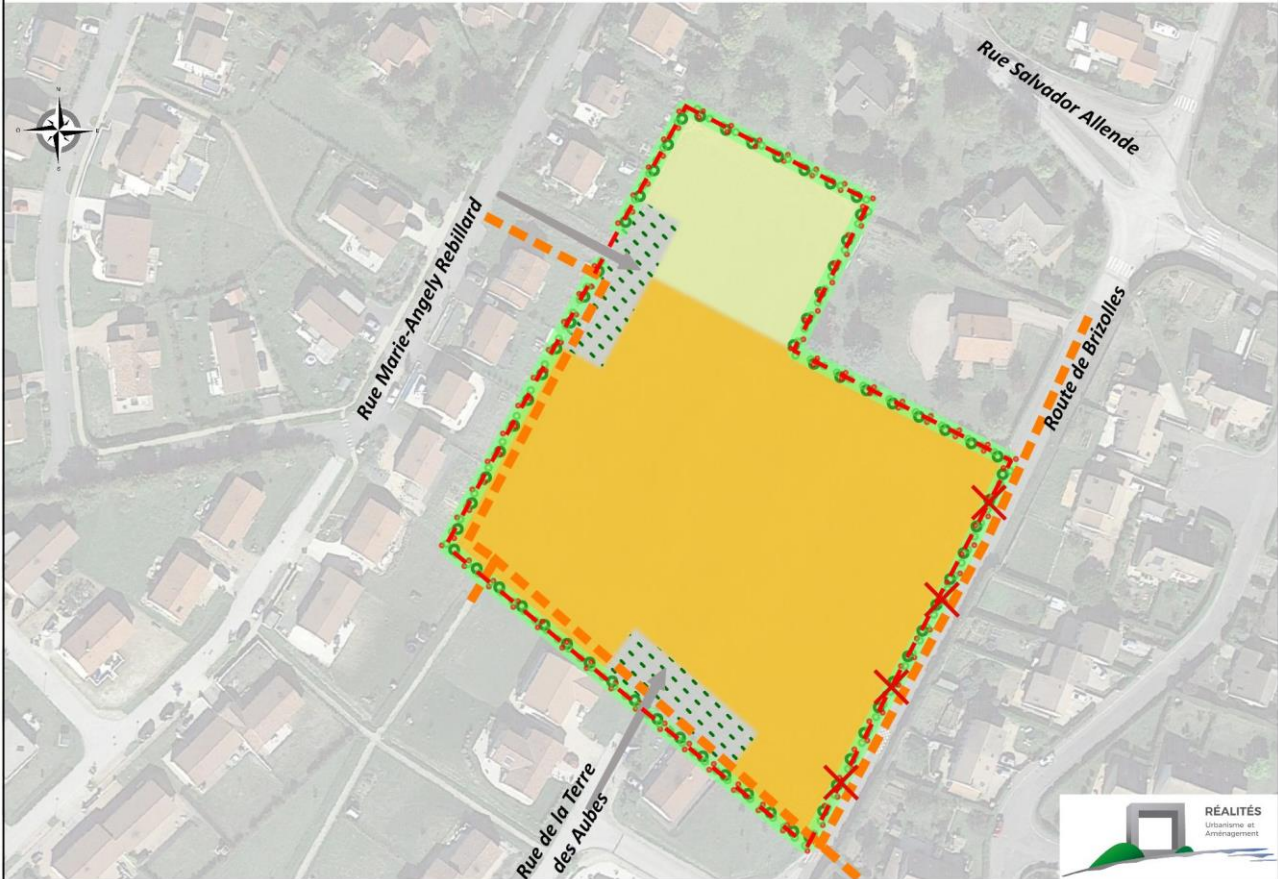 N
O
E
S
Rue Salvador Allende
Rue Marie-Angely Rebillard
Route de Brizolles
Rue de la Terre
des Aubes
RÉALITÉS
Urbanisme et
Aménagement